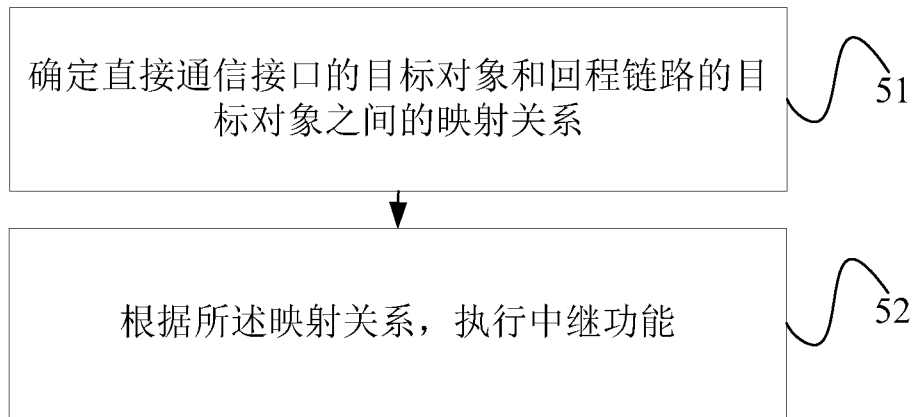 确定直接通信接口的目标对象和回程链路的目
标对象之间的映射关系
51
根据所述映射关系，执行中继功能
52